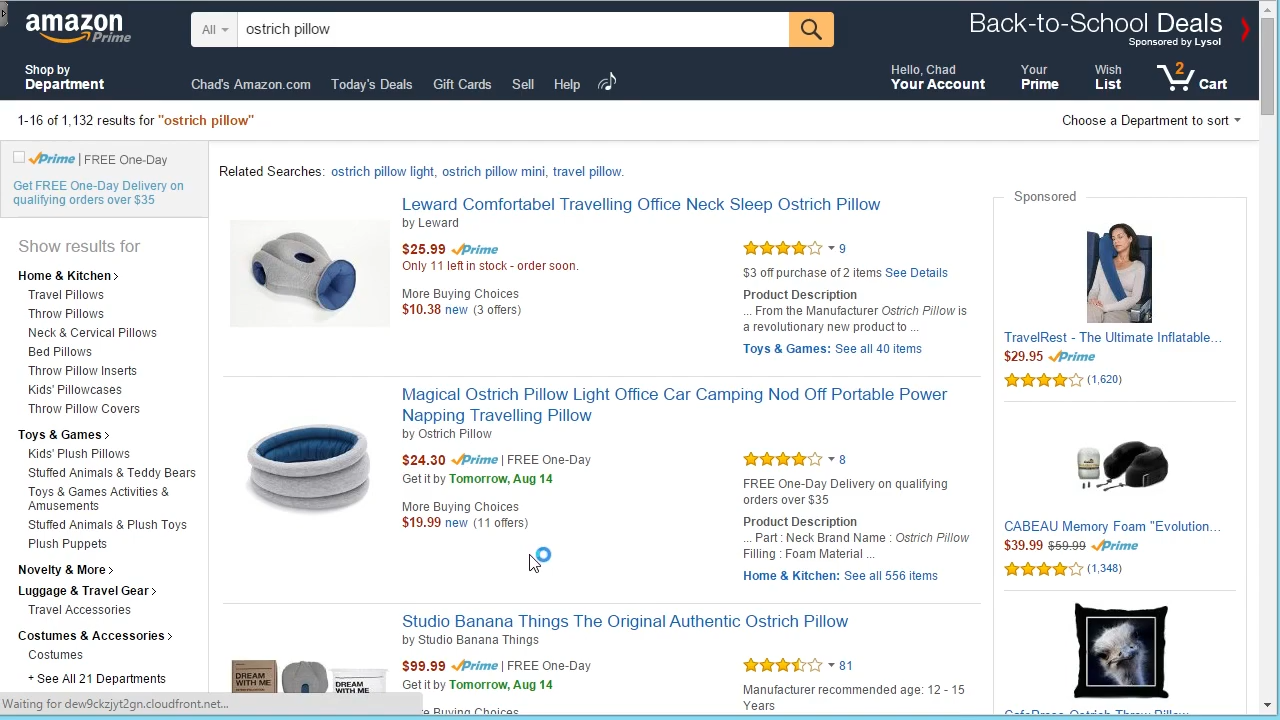 amazon
Prime
All
ostrich pillow
Back-to-School Deals
Sponsored by Lysol
Shop by
Department
Chad's Amazon.com
Today's Deals
Gift Cards
Sell
Help
Hello, Chad
Your Account
Your
Prime
Wish
List
2
Cart
1-16 of 1,132 results for "ostrich pillow"
Choose a Department to sort
Prime | FREE One-Day
Get FREE One-Day Delivery on
qualifying orders over $35
Show results for
Home & Kitchen
Travel Pillows
Throw Pillows
Neck & Cervical Pillows
Bed Pillows
Throw Pillow Inserts
Kids' Pillowcases
Throw Pillow Covers
Toys & Games
Kids' Plush Pillows
Stuffed Animals & Teddy Bears
Toys & Games Activities &
Amusements
Stuffed Animals & Plush Toys
Plush Puppets
Novelty & More
Luggage & Travel Gear
Travel Accessories
Costumes & Accessories
Costumes
+ See All 21 Departments
Waiting for dew9ckzjyt2gn.cloudfront.net...
Related Searches: ostrich pillow light, ostrich pillow mini, travel pillow.
Leward Comfortabel Travelling Office Neck Sleep Ostrich Pillow
by Leward
$25.99 Prime
Only 11 left in stock - order soon.
More Buying Choices
$10.38 new (3 offers)
9
$3 off purchase of 2 items See Details
Product Description
... From the Manufacturer Ostrich Pillow is
a revolutionary new product to ...
Toys & Games: See all 40 items
Magical Ostrich Pillow Light Office Car Camping Nod Off Portable Power
Napping Travelling Pillow
by Ostrich Pillow
$24.30 Prime | FREE One-Day
Get it by Tomorrow, Aug 14
More Buying Choices
$19.99 new (11 offers)
8
FREE One-Day Delivery on qualifying
orders over $35
Product Description
... Part : Neck Brand Name : Ostrich Pillow
Filling : Foam Material ...
Home & Kitchen: See all 556 items
Studio Banana Things The Original Authentic Ostrich Pillow
by Studio Banana Things
DREAM
WITH ME
DREAM
WITH ME
$99.99 Prime | FREE One-Day
Get it by Tomorrow, Aug 14
More Buying Choices
81
Manufacturer recommended age: 12 - 15
Years
Sponsored
TravelRest - The Ultimate Inflatable...
$29.95 Prime
(1,620)
CABEAU Memory Foam "Evolution...
$39.99 $59.99 Prime
(1,348)
CafePress Ostrich Throw Pillow